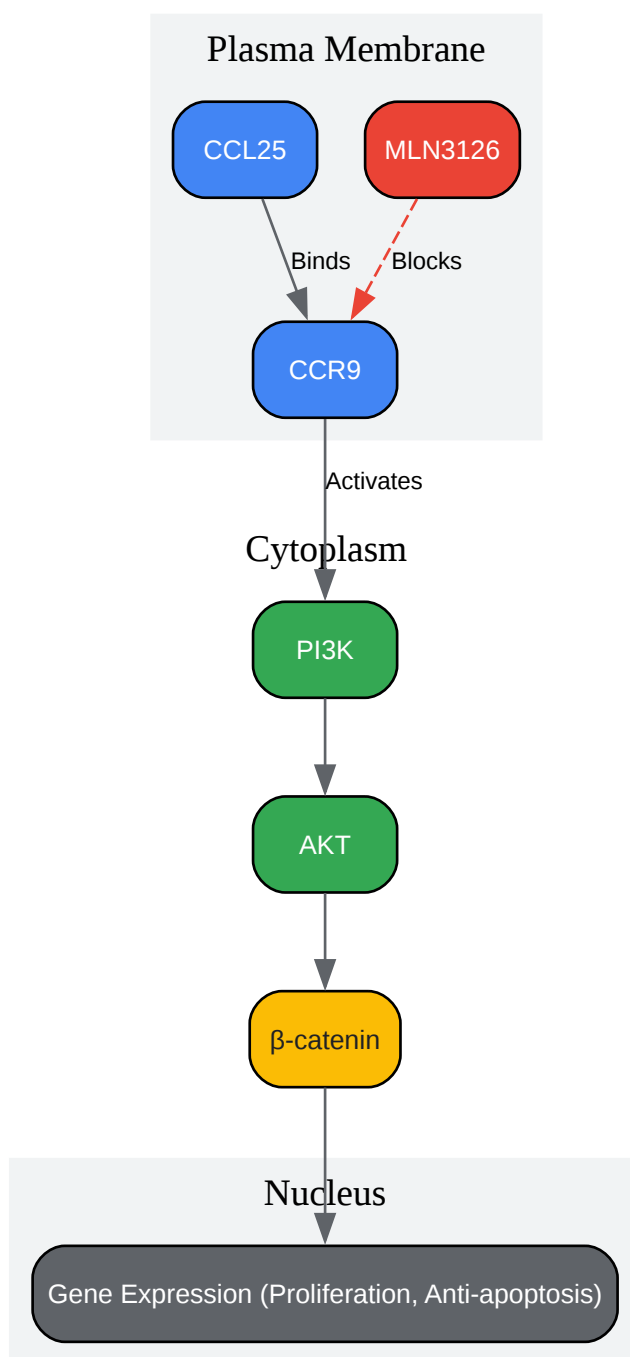 Plasma Membrane
CCL25
MLN3126
Binds
Blocks
CCR9
Activates
Cytoplasm
PI3K
AKT
β-catenin
Nucleus
Gene Expression (Proliferation, Anti-apoptosis)